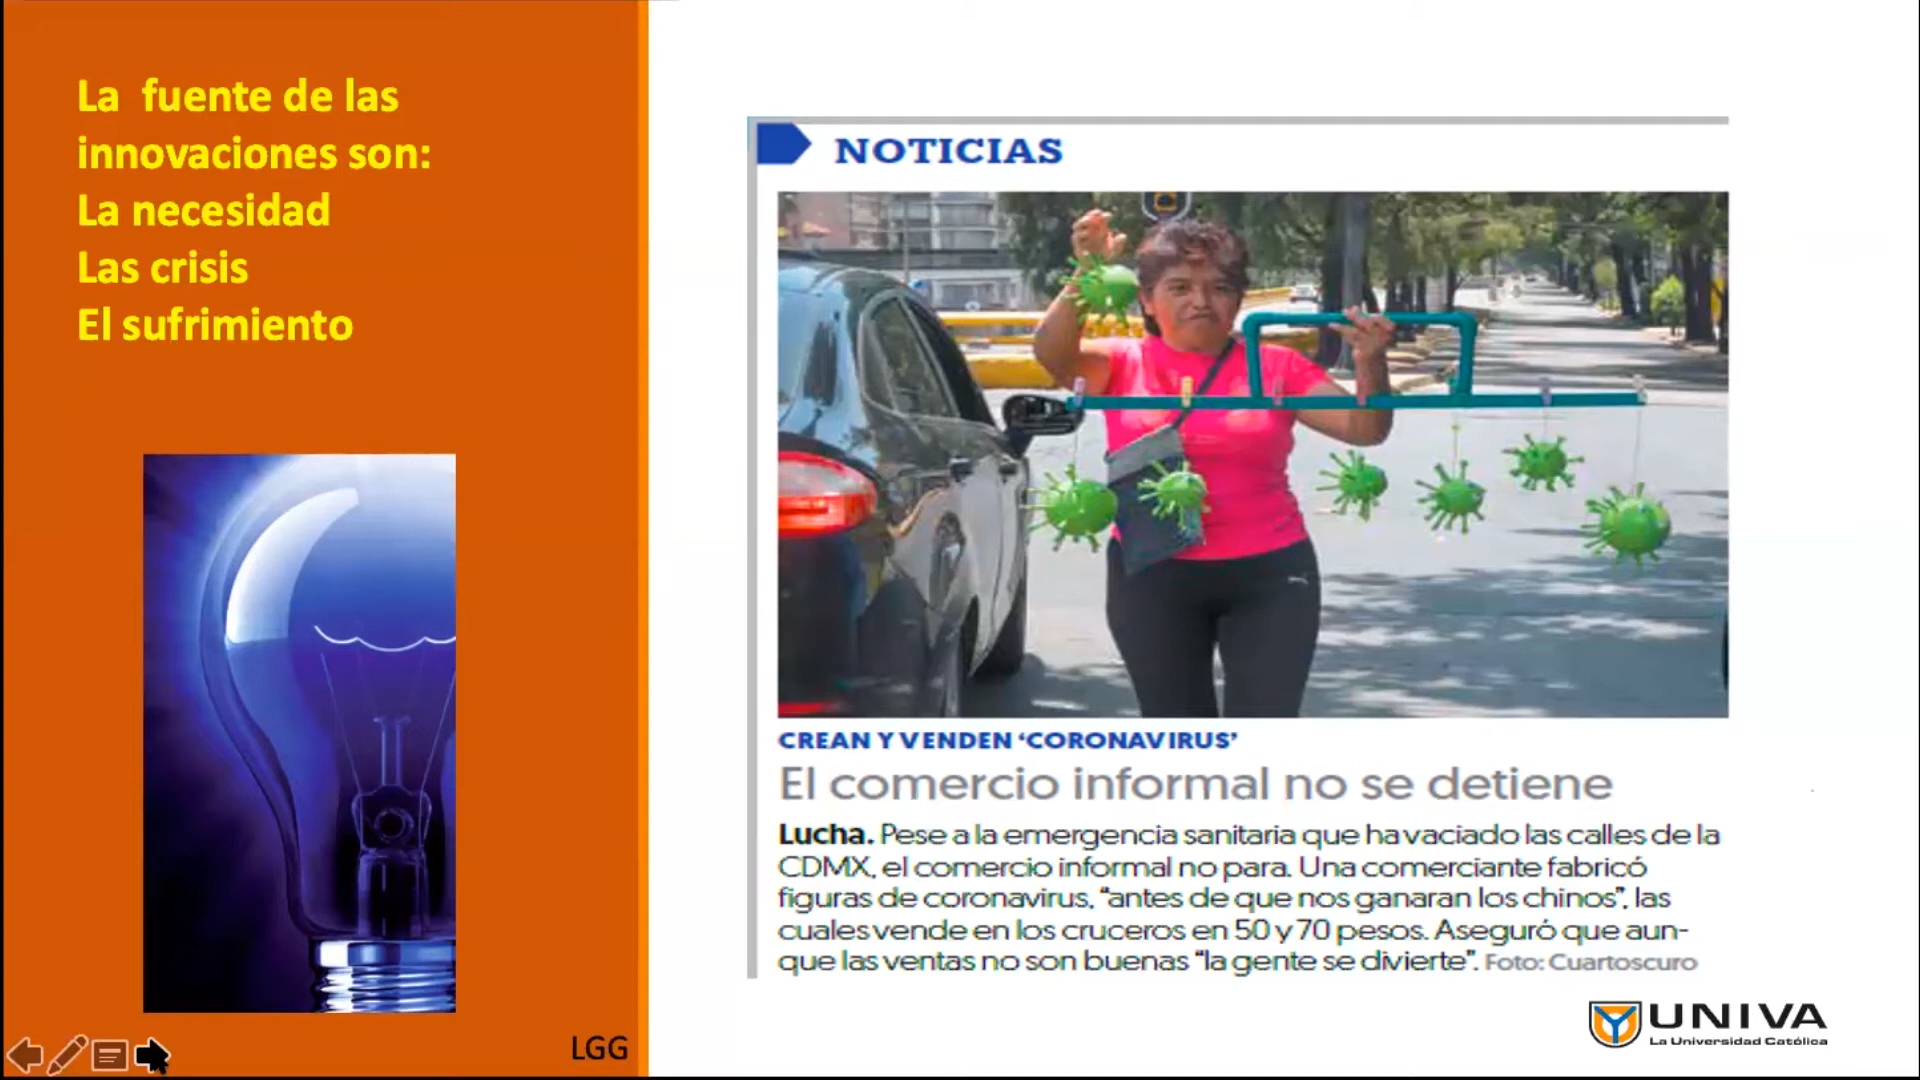 La fuente de las
innovaciones son:
La necesidad
Las crisis
El sufrimiento
LGG
NOTICIAS
CREAN Y VENDEN ‘CORONAVIRUS’
El comercio informal no se detiene
Lucha. Pese a la emergencia sanitaria que ha vaciado las calles de la
CDMX, el comercio informal no para. Una comerciante fabricó
figuras de coronavirus, “antes de que nos ganaran los chinos”, las
cuales vende en los cruceros en 50 y 70 pesos. Aseguró que aun-
que las ventas no son buenas “la gente se divierte”. Foto: Cuartoscuro
UNIVA
La Universidad Católica